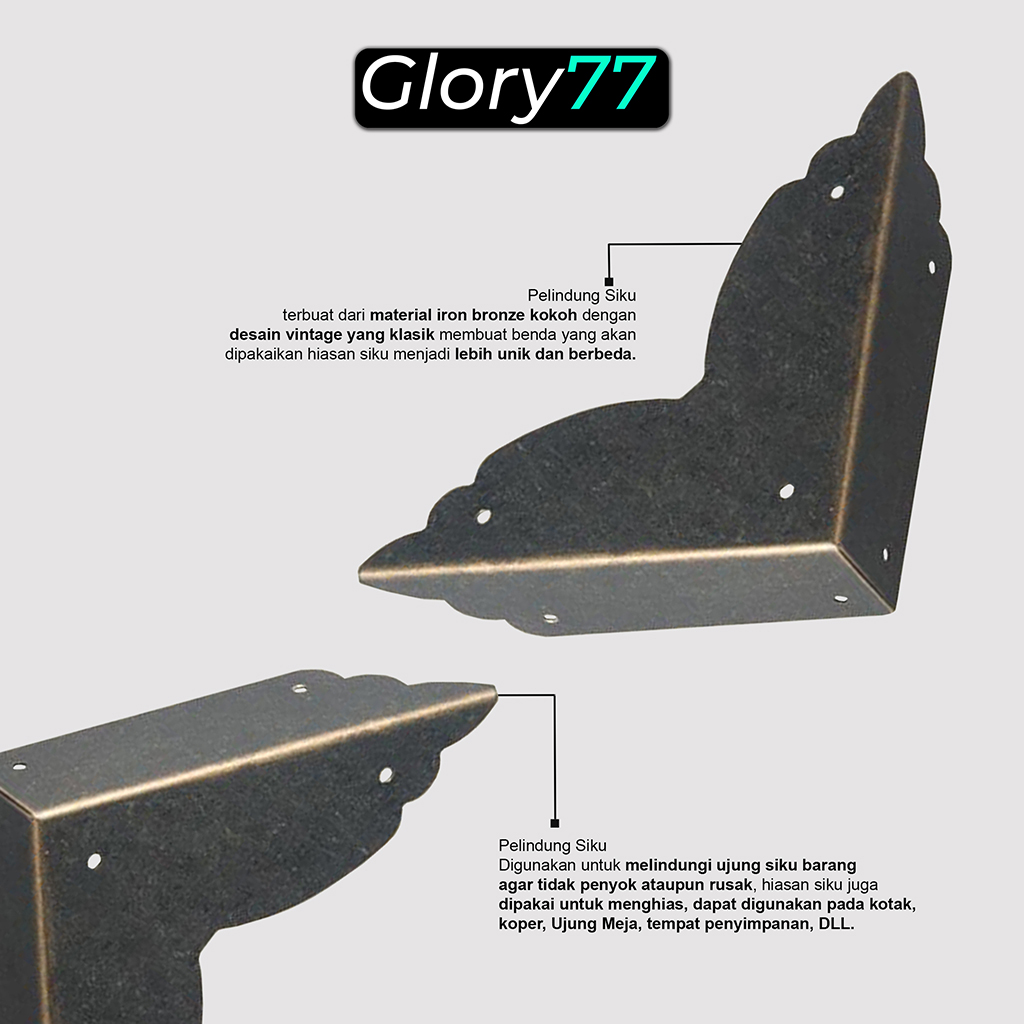 Glory77
Pelindung Siku
terbuat dari material iron bronze kokoh dengan
desain vintage yang klasik membuat benda yang akan
dipakaikan hiasan siku menjadi lebih unik dan berbeda.
Pelindung Siku
Digunakan untuk melindungi ujung siku barang
agar tidak penyok ataupun rusak, hiasan siku juga
dipakai untuk menghias, dapat digunakan pada kotak,
koper, Ujung Meja, tempat penyimpanan, DLL.